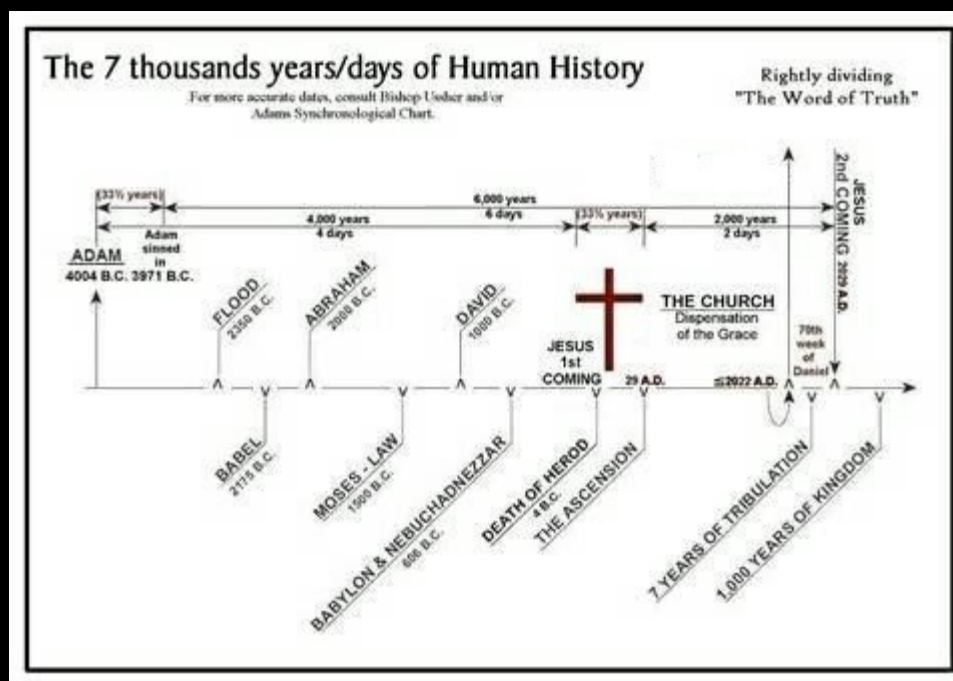 The 7 thousands years/days of Human History
For more accurate dates, consult Bishop Ussher and/or
Adams Synchronological Chart.
Rightly dividing
"The Word of Truth"
(33½ years)
6,000 years
6 days
4,000 years
4 days
(33½ years)
2,000 years
2 days
JESUS
2nd COMING 2029 A.D.
ADAM
4004 B.C.
Adam
sinned
in
3971 B.C.
FLOOD
2350 B.C.
ABRAHAM
2000 B.C.
DAVID
1000 B.C.
JESUS
1st
COMING
THE CHURCH
Dispensation
of the Grace
29 A.D.
≤2022 A.D.
70th
week
of
Daniel
BABEL
2175 B.C.
MOSES - LAW
1500 B.C.
BABYLON & NEBUCHADNEZZAR
606 B.C.
DEATH OF HEROD
4 B.C.
THE ASCENSION
7 YEARS OF TRIBULATION
1,000 YEARS OF KINGDOM